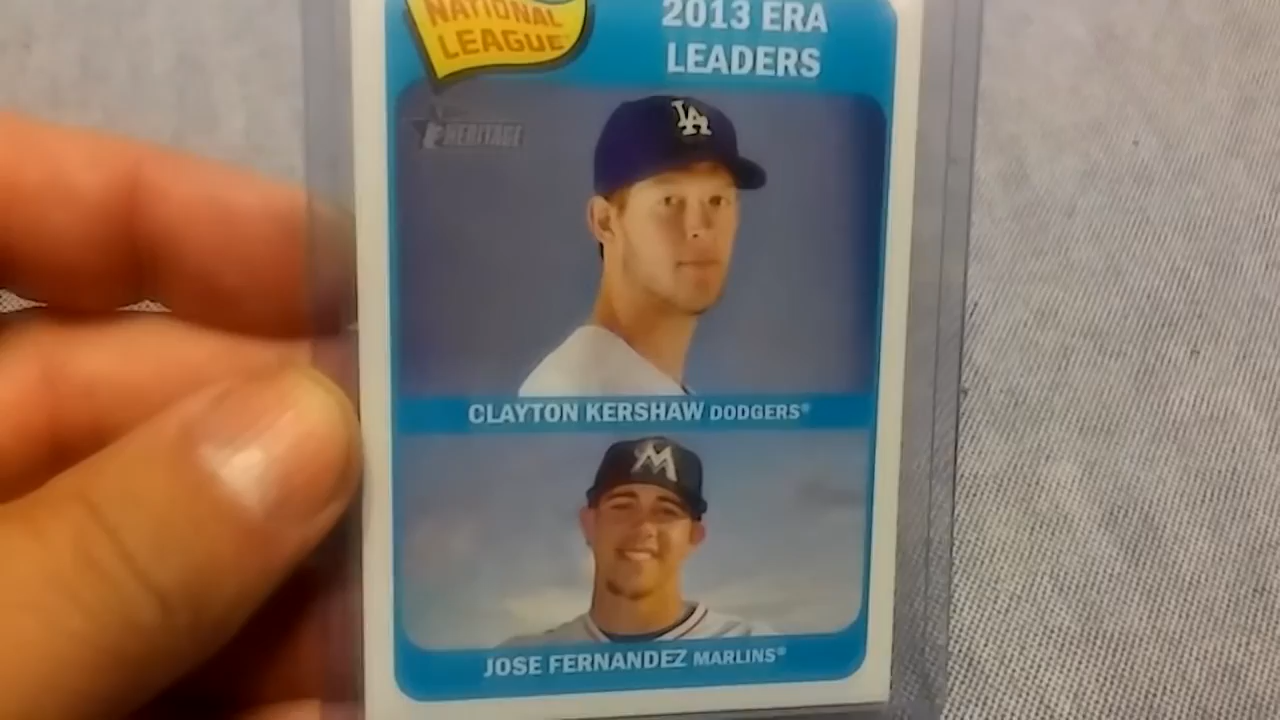 NATIONAL
LEAGUE
2013 ERA
LEADERS
HERITAGE
LA
CLAYTON KERSHAW DODGERS®
M
JOSE FERNANDEZ MARLINS®